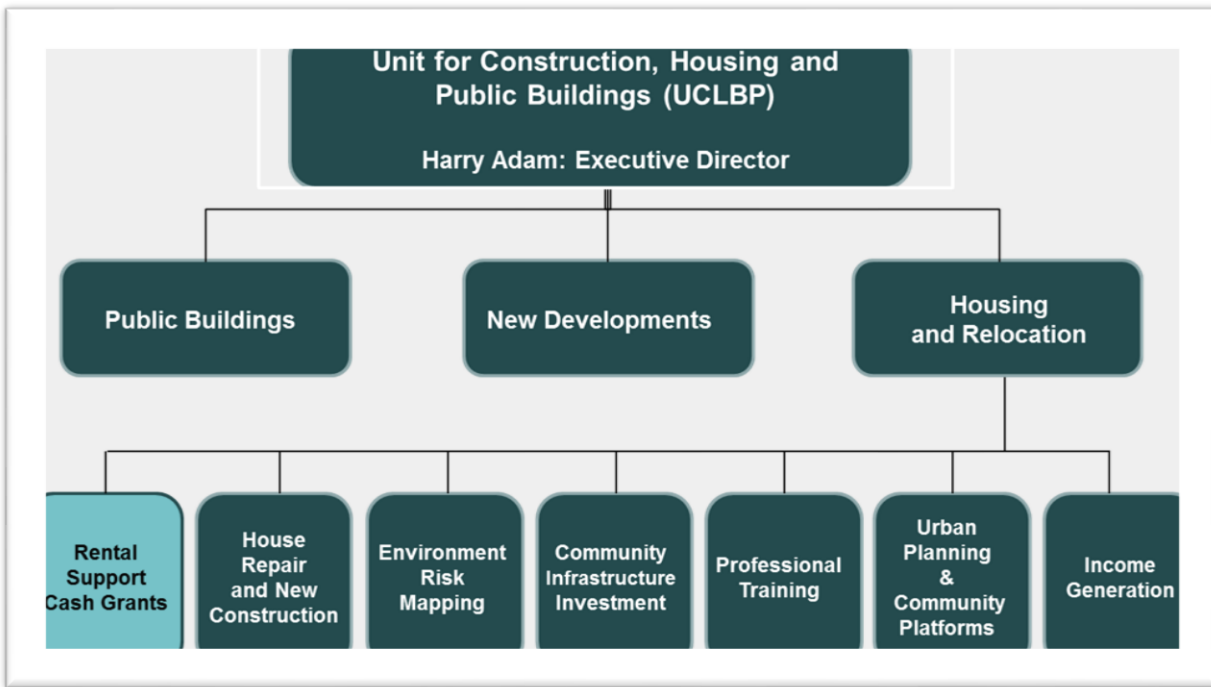 Unit for Construction, Housing and
Public Buildings (UCLBP)
Harry Adam: Executive Director
Public Buildings
New Developments
Housing
and Relocation
Rental
Support
Cash Grants
House
Repair
and New
Construction
Environment
Risk
Mapping
Community
Infrastructure
Investment
Professional
Training
Urban
Planning
&
Community
Platforms
Income
Generation